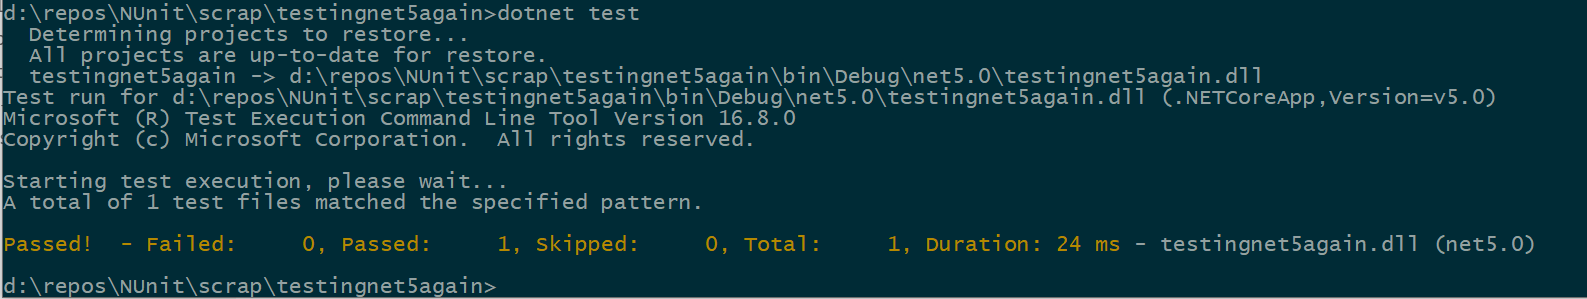 d:\repos\NUnit\scrap\testingnet5again>dotnet test
  Determining projects to restore...
  All projects are up-to-date for restore.
  testingnet5again -> d:\repos\NUnit\scrap\testingnet5again\bin\Debug\net5.0\testingnet5again.dll
Test run for d:\repos\NUnit\scrap\testingnet5again\bin\Debug\net5.0\testingnet5again.dll (.NETCoreApp,Version=v5.0)
Microsoft (R) Test Execution Command Line Tool Version 16.8.0
Copyright (c) Microsoft Corporation.  All rights reserved.

Starting test execution, please wait...
A total of 1 test files matched the specified pattern.

Passed!  - Failed:     0, Passed:     1, Skipped:     0, Total:     1, Duration: 24 ms - testingnet5again.dll (net5.0)

d:\repos\NUnit\scrap\testingnet5again>